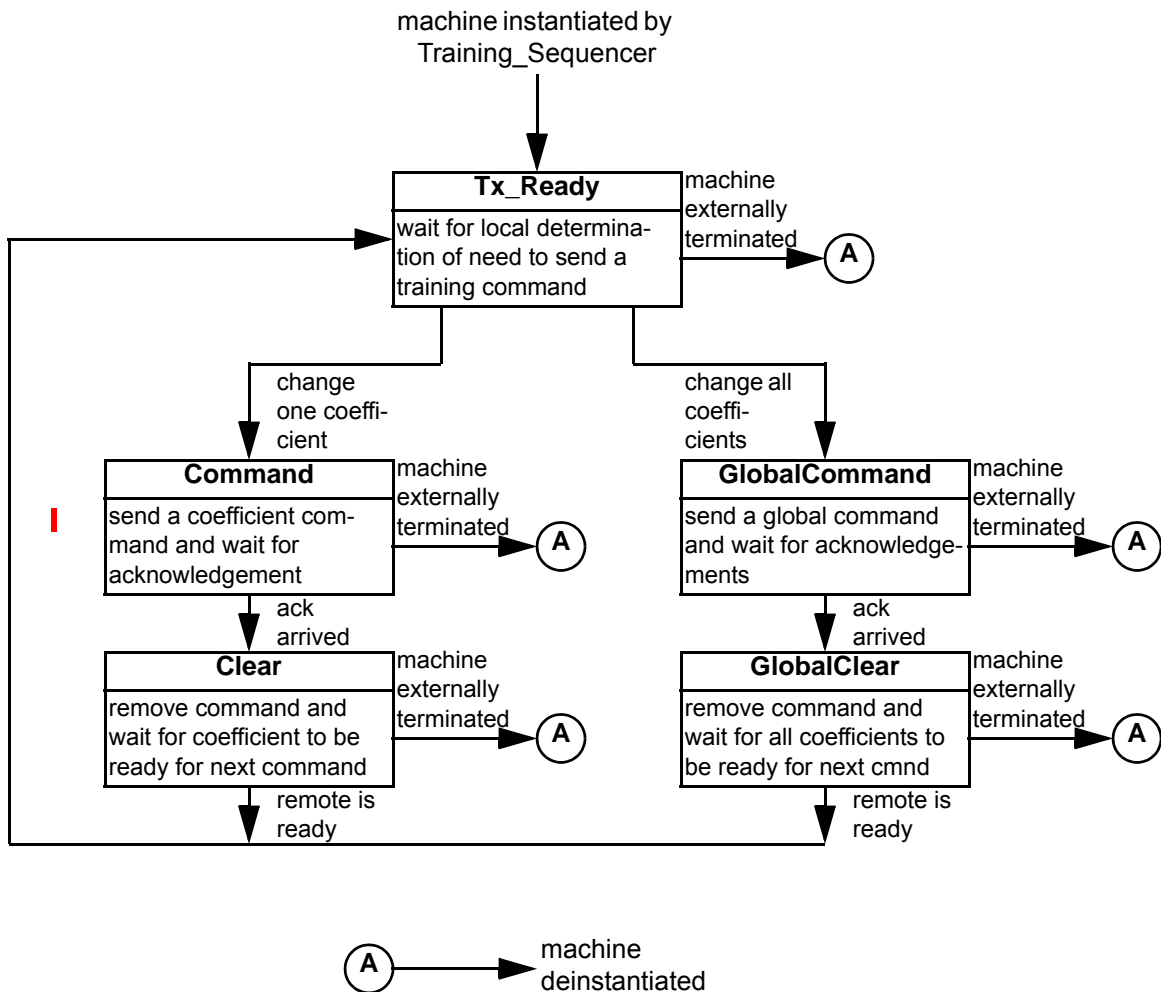 machine instantiated by
Training_Sequencer
Tx_Ready
wait for local determina-
tion of need to send a
training command
machine
externally
terminated
A
change
one coeffi-
cient
change all
coeffi-
cients
Command
send a coefficient com-
mand and wait for
acknowledgement
machine
externally
terminated
A
GlobalCommand
send a global command
and wait for acknowledge-
ments
machine
externally
terminated
A
ack
arrived
ack
arrived
Clear
remove command and
wait for coefficient to be
ready for next command
machine
externally
terminated
A
GlobalClear
remove command and
wait for all coefficients to
be ready for next cmnd
machine
externally
terminated
A
remote is
ready
remote is
ready
A
machine
deinstantiated